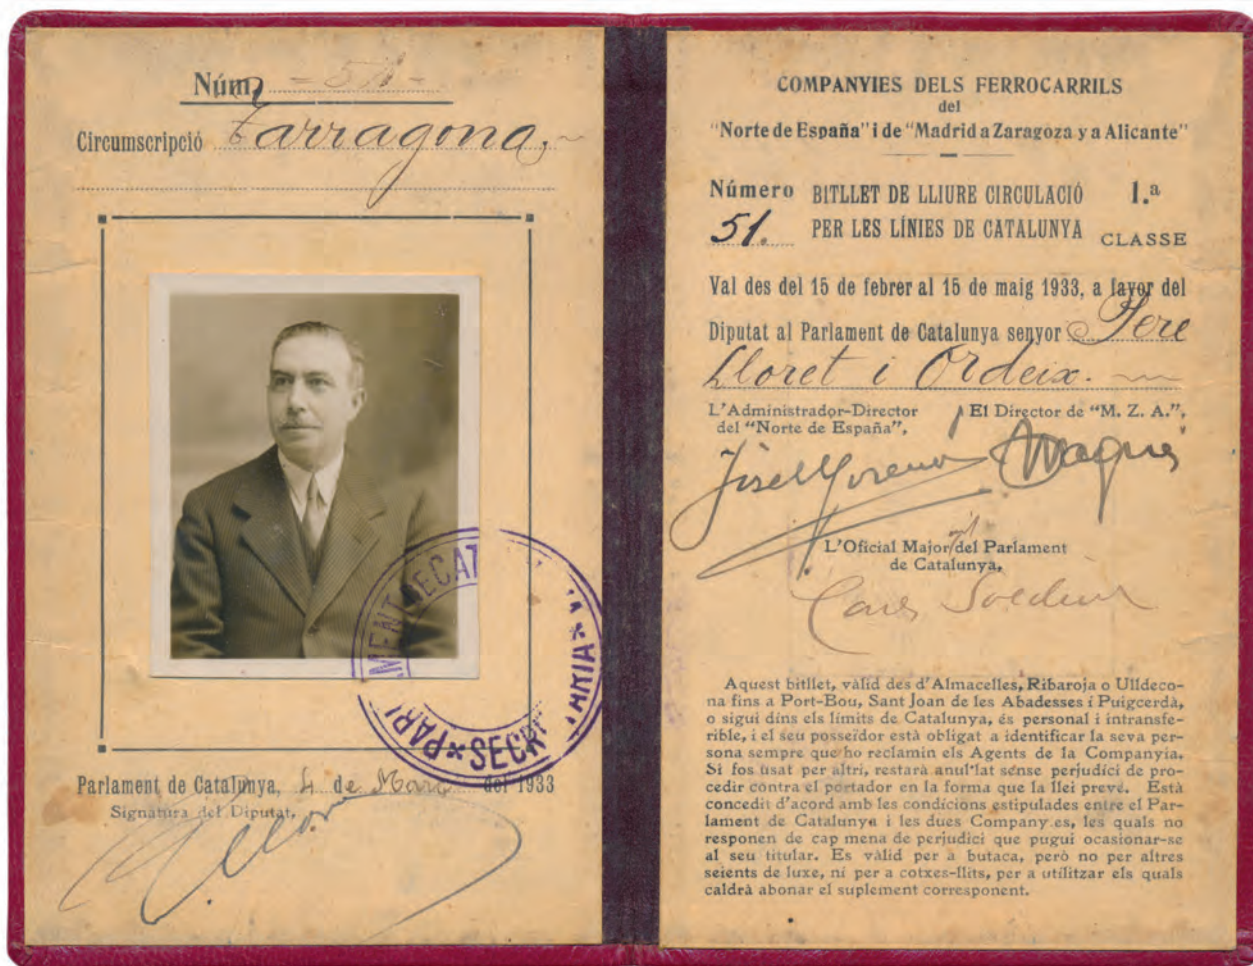 Núm. - 51 -
Circumscripció Tarragona,
Parlament de Catalunya, 4 de Març del 1933
Signatura del Diputat,
PARLAMENT DE CAT
SECRETARIA
COMPANYIES DELS FERROCARRILS
del
"Norte de España" i de "Madrid a Zaragoza y a Alicante"
Número BITLLET DE LLIURE CIRCULACIÓ 1.ª
51. PER LES LÍNIES DE CATALUNYA CLASSE
Val des del 15 de febrer al 15 de maig 1933, a favor del
Diputat al Parlament de Catalunya senyor Pere
Lloret i Ordeix.
L'Administrador-Director El Director de "M. Z. A.",
del "Norte de España",
L'Oficial Major del Parlament
de Catalunya,
Aquest bitllet, vàlid des d'Almacelles, Ribaroja o Ulldeco-
na fins a Port-Bou, Sant Joan de les Abadesses i Puigcerdà,
o sigui dins els límits de Catalunya, és personal i intransfe-
rible, i el seu posseïdor està obligat a identificar la seva per-
sona sempre que ho reclamin els Agents de la Companyia.
Si fos usat per altri, restarà anul'lat sense perjudici de pro-
cedir contra el portador en la forma que la llei prevé. Està
concedit d'acord amb les condicions estipulades entre el Par-
lament de Catalunya i les dues Companyies, les quals no
responen de cap mena de perjudici que pugui ocasionar-se
al seu titular. Es vàlid per a butaca, però no per altres
seients de luxe, ni per a cotxes-llits, per a utilitzar els quals
caldrà abonar el suplement corresponent.